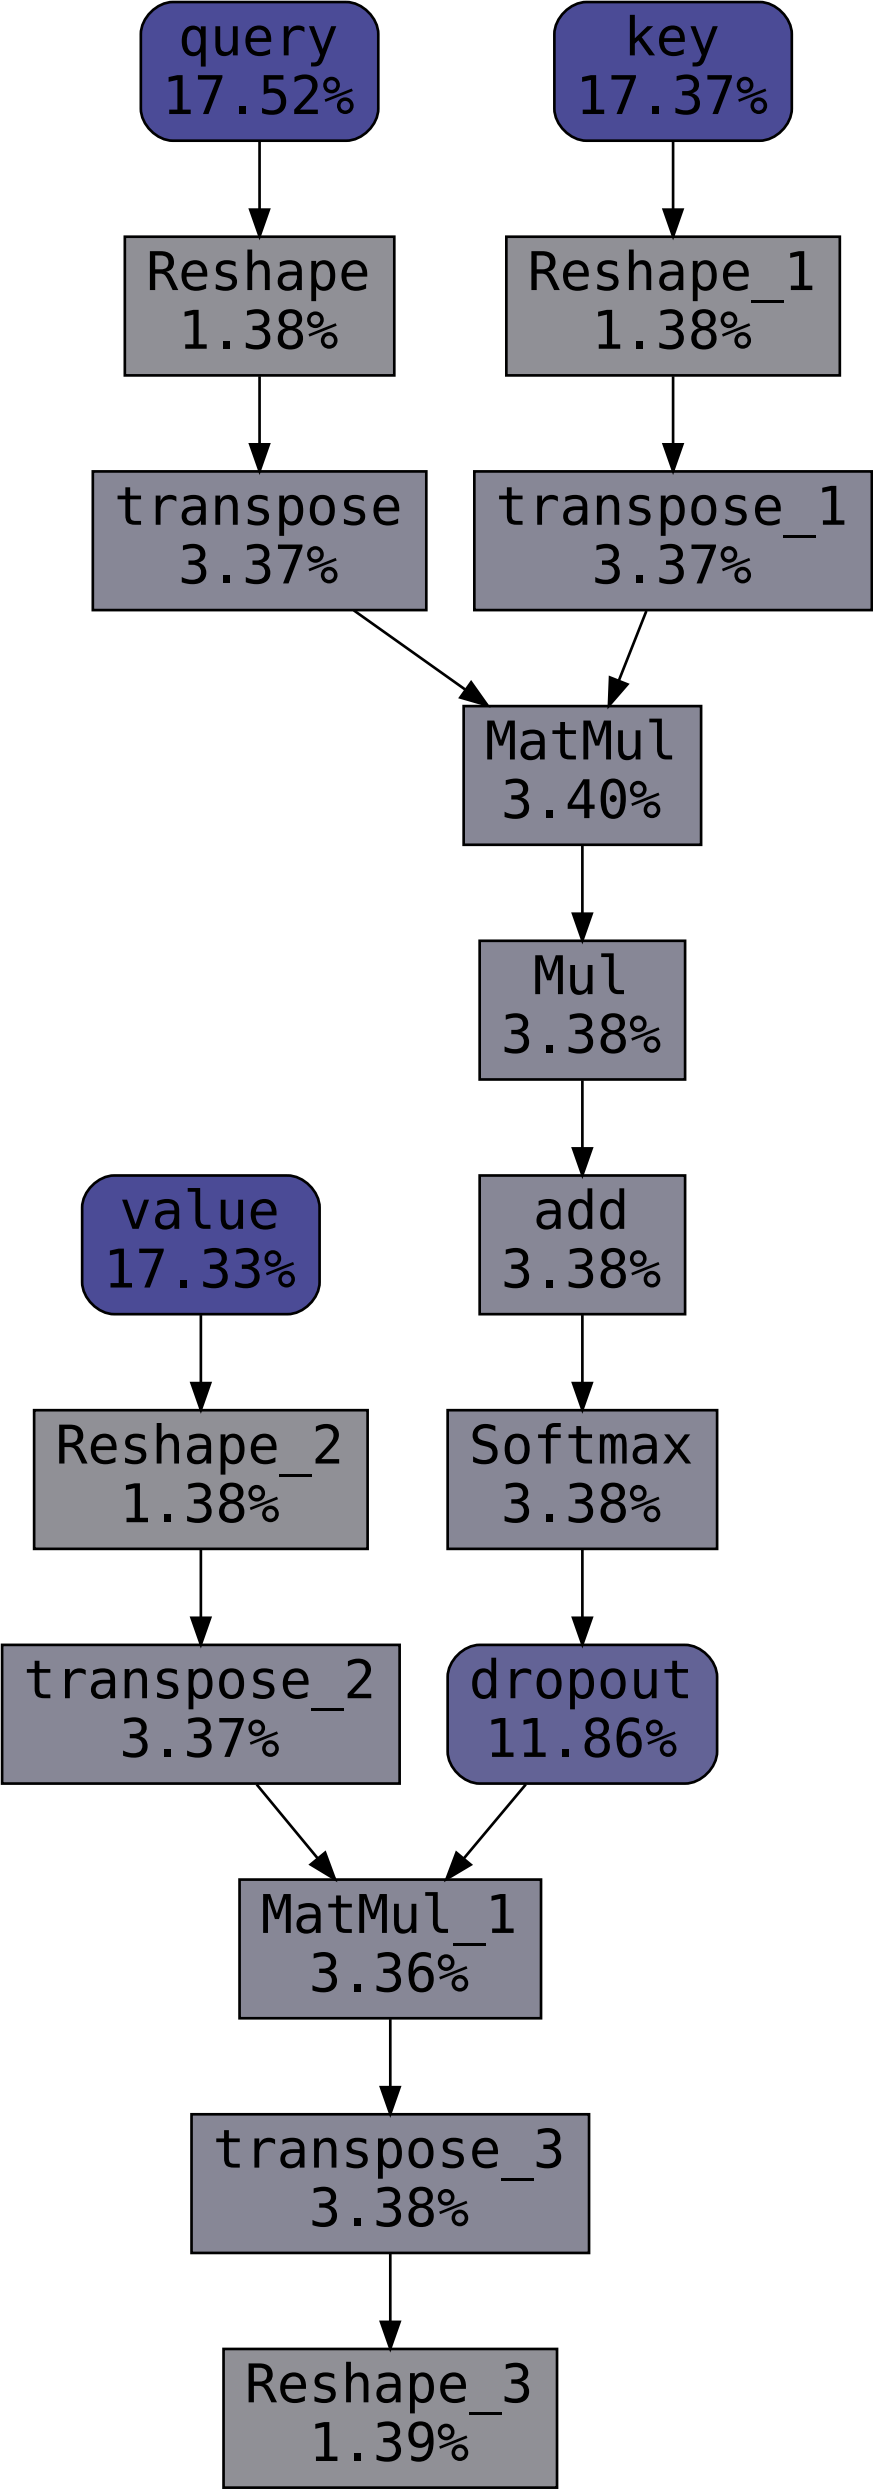 query
17.52%
key
17.37%
Reshape
1.38%
Reshape_1
1.38%
transpose
3.37%
transpose_1
3.37%
MatMul
3.40%
Mul
3.38%
add
3.38%
value
17.33%
Reshape_2
1.38%
Softmax
3.38%
transpose_2
3.37%
dropout
11.86%
MatMul_1
3.36%
transpose_3
3.38%
Reshape_3
1.39%